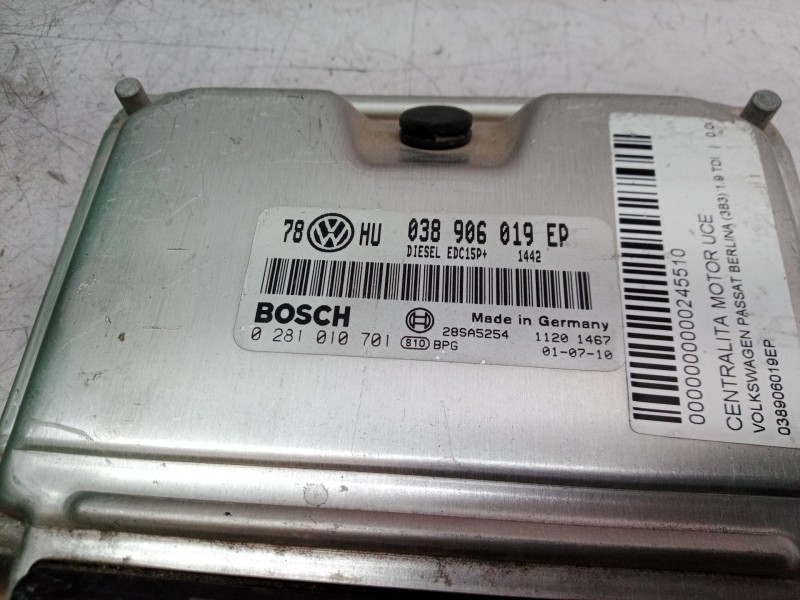 78 HU 038 906 019 EP
DIESEL EDC15P+ 1442
BOSCH
Made in Germany
0 281 010 701
810 BPG
28SA5254
1120 1467
01-07-10
000000000000245510
CENTRALITA MOTOR UCE
VOLKSWAGEN PASSAT BERLINA (3B3) 1.9 TDI |
038906019EP